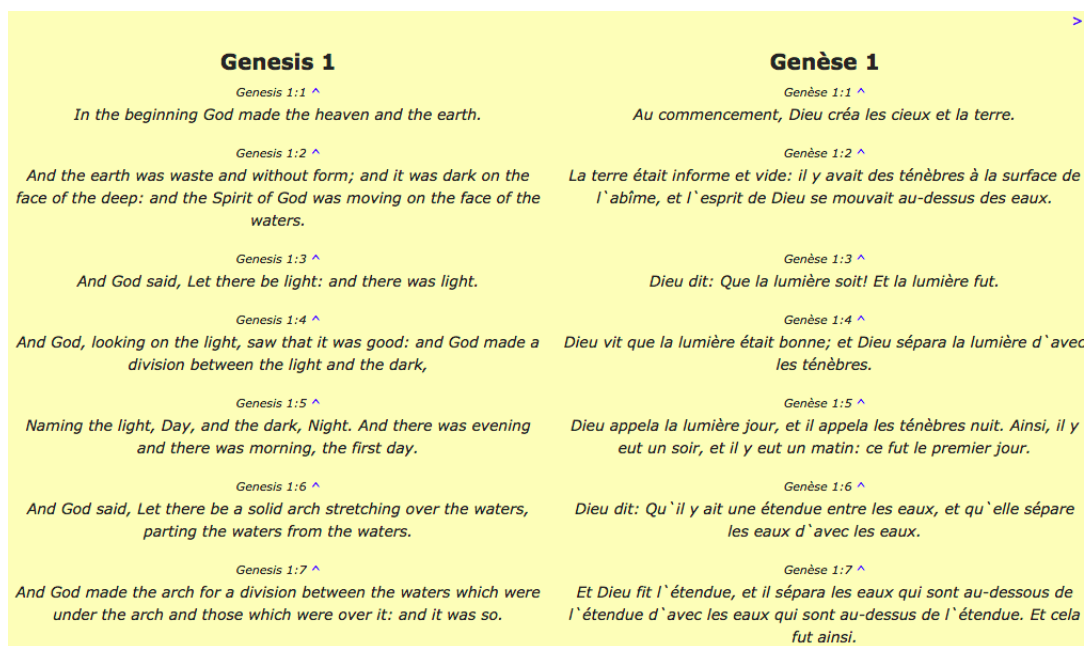 >
Genesis 1
Genesis 1:1 ^
In the beginning God made the heaven and the earth.
Genesis 1:2 ^
And the earth was waste and without form; and it was dark on the
face of the deep: and the Spirit of God was moving on the face of the
waters.
Genesis 1:3 ^
And God said, Let there be light: and there was light.
Genesis 1:4 ^
And God, looking on the light, saw that it was good: and God made a
division between the light and the dark,
Genesis 1:5 ^
Naming the light, Day, and the dark, Night. And there was evening
and there was morning, the first day.
Genesis 1:6 ^
And God said, Let there be a solid arch stretching over the waters,
parting the waters from the waters.
Genesis 1:7 ^
And God made the arch for a division between the waters which were
under the arch and those which were over it: and it was so.
Genèse 1
Genèse 1:1 ^
Au commencement, Dieu créa les cieux et la terre.
Genèse 1:2 ^
La terre était informe et vide: il y avait des ténèbres à la surface de
l`abîme, et l`esprit de Dieu se mouvait au-dessus des eaux.
Genèse 1:3 ^
Dieu dit: Que la lumière soit! Et la lumière fut.
Genèse 1:4 ^
Dieu vit que la lumière était bonne; et Dieu sépara la lumière d`avec
les ténèbres.
Genèse 1:5 ^
Dieu appela la lumière jour, et il appela les ténèbres nuit. Ainsi, il y
eut un soir, et il y eut un matin: ce fut le premier jour.
Genèse 1:6 ^
Dieu dit: Qu`il y ait une étendue entre les eaux, et qu`elle sépare
les eaux d`avec les eaux.
Genèse 1:7 ^
Et Dieu fit l`étendue, et il sépara les eaux qui sont au-dessous de
l`étendue d`avec les eaux qui sont au-dessus de l`étendue. Et cela
fut ainsi.